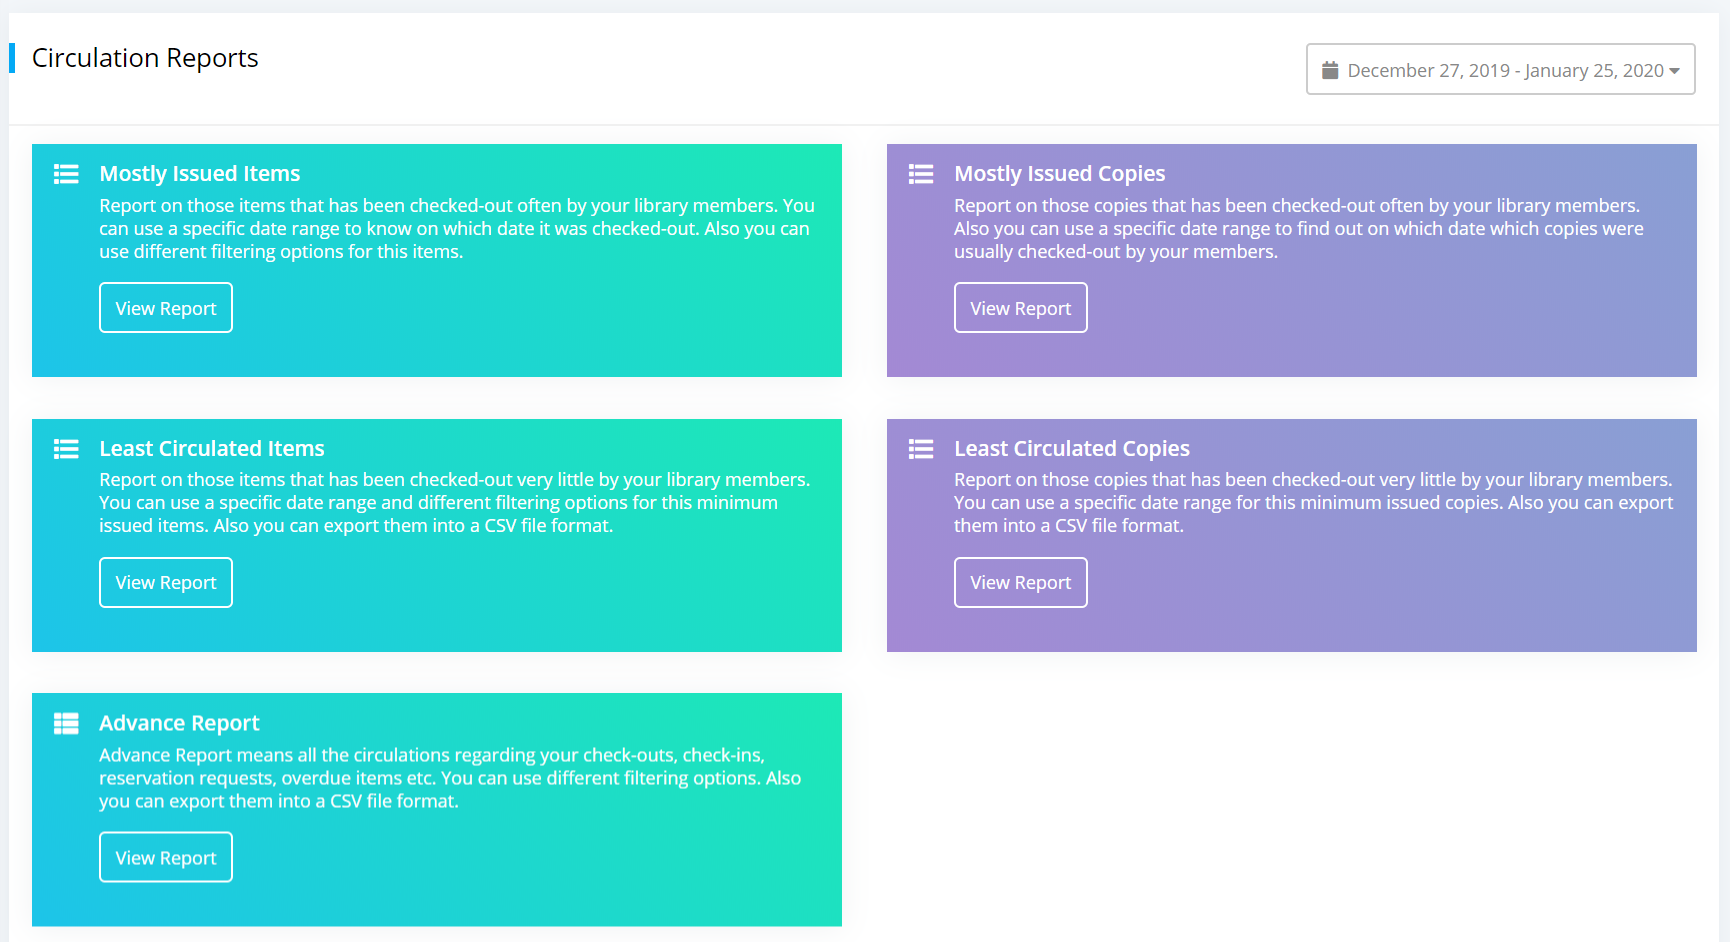 Circulation Reports
December 27, 2019 - January 25, 2020
Mostly Issued Items
Report on those items that has been checked-out often by your library members. You
can use a specific date range to know on which date it was checked-out. Also you can
use different filtering options for this items.
View Report
Mostly Issued Copies
Report on those copies that has been checked-out often by your library members.
Also you can use a specific date range to find out on which date which copies were
usually checked-out by your members.
View Report
Least Circulated Items
Report on those items that has been checked-out very little by your library members.
You can use a specific date range and different filtering options for this minimum
issued items. Also you can export them into a CSV file format.
View Report
Least Circulated Copies
Report on those copies that has been checked-out very little by your library members.
You can use a specific date range for this minimum issued copies. Also you can export
them into a CSV file format.
View Report
Advance Report
Advance Report means all the circulations regarding your check-outs, check-ins,
reservation requests, overdue items etc. You can use different filtering options. Also
you can export them into a CSV file format.
View Report